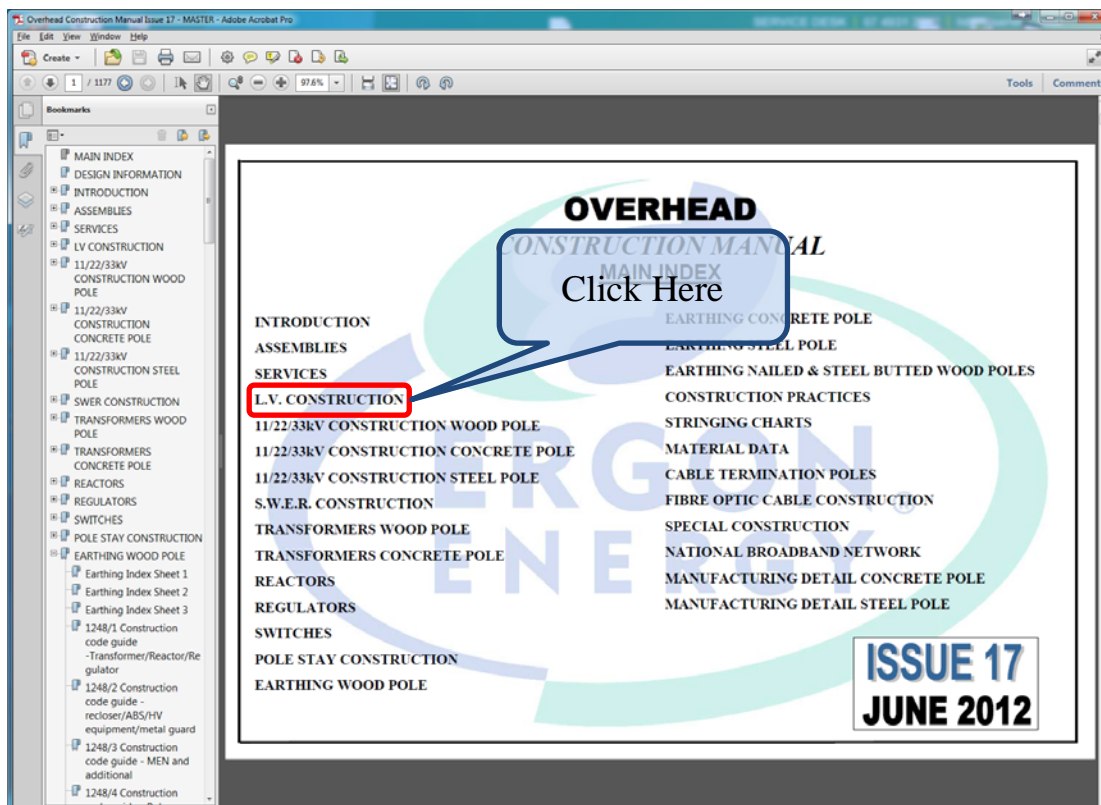 Overhead Construction Manual Issue 17 - MASTER - Adobe Acrobat Pro
File Edit View Window Help
Create
1 / 1177
97.6%
Tools
Comment
Bookmarks
MAIN INDEX
DESIGN INFORMATION
INTRODUCTION
ASSEMBLIES
SERVICES
LV CONSTRUCTION
11/22/33kV
CONSTRUCTION WOOD
POLE
11/22/33kV
CONSTRUCTION
CONCRETE POLE
11/22/33kV
CONSTRUCTION STEEL
POLE
SWER CONSTRUCTION
TRANSFORMERS WOOD
POLE
TRANSFORMERS
CONCRETE POLE
REACTORS
REGULATORS
SWITCHES
POLE STAY CONSTRUCTION
EARTHING WOOD POLE
Earthing Index Sheet 1
Earthing Index Sheet 2
Earthing Index Sheet 3
1248/1 Construction
code guide
-Transformer/Reactor/Re
gulator
1248/2 Construction
code guide -
recloser/ABS/HV
equipment/metal guard
1248/3 Construction
code guide - MEN and
additional
1248/4 Construction
OVERHEAD
CONSTRUCTION MANUAL
MAIN INDEX
Click Here
INTRODUCTION
ASSEMBLIES
SERVICES
L.V. CONSTRUCTION
11/22/33kV CONSTRUCTION WOOD POLE
11/22/33kV CONSTRUCTION CONCRETE POLE
11/22/33kV CONSTRUCTION STEEL POLE
S.W.E.R. CONSTRUCTION
TRANSFORMERS WOOD POLE
TRANSFORMERS CONCRETE POLE
REACTORS
REGULATORS
SWITCHES
POLE STAY CONSTRUCTION
EARTHING WOOD POLE
EARTHING CONCRETE POLE
EARTHING STEEL POLE
EARTHING NAILED & STEEL BUTTED WOOD POLES
CONSTRUCTION PRACTICES
STRINGING CHARTS
MATERIAL DATA
CABLE TERMINATION POLES
FIBRE OPTIC CABLE CONSTRUCTION
SPECIAL CONSTRUCTION
NATIONAL BROADBAND NETWORK
MANUFACTURING DETAIL CONCRETE POLE
MANUFACTURING DETAIL STEEL POLE
ERGON
ENERGY
®
ISSUE 17
JUNE 2012